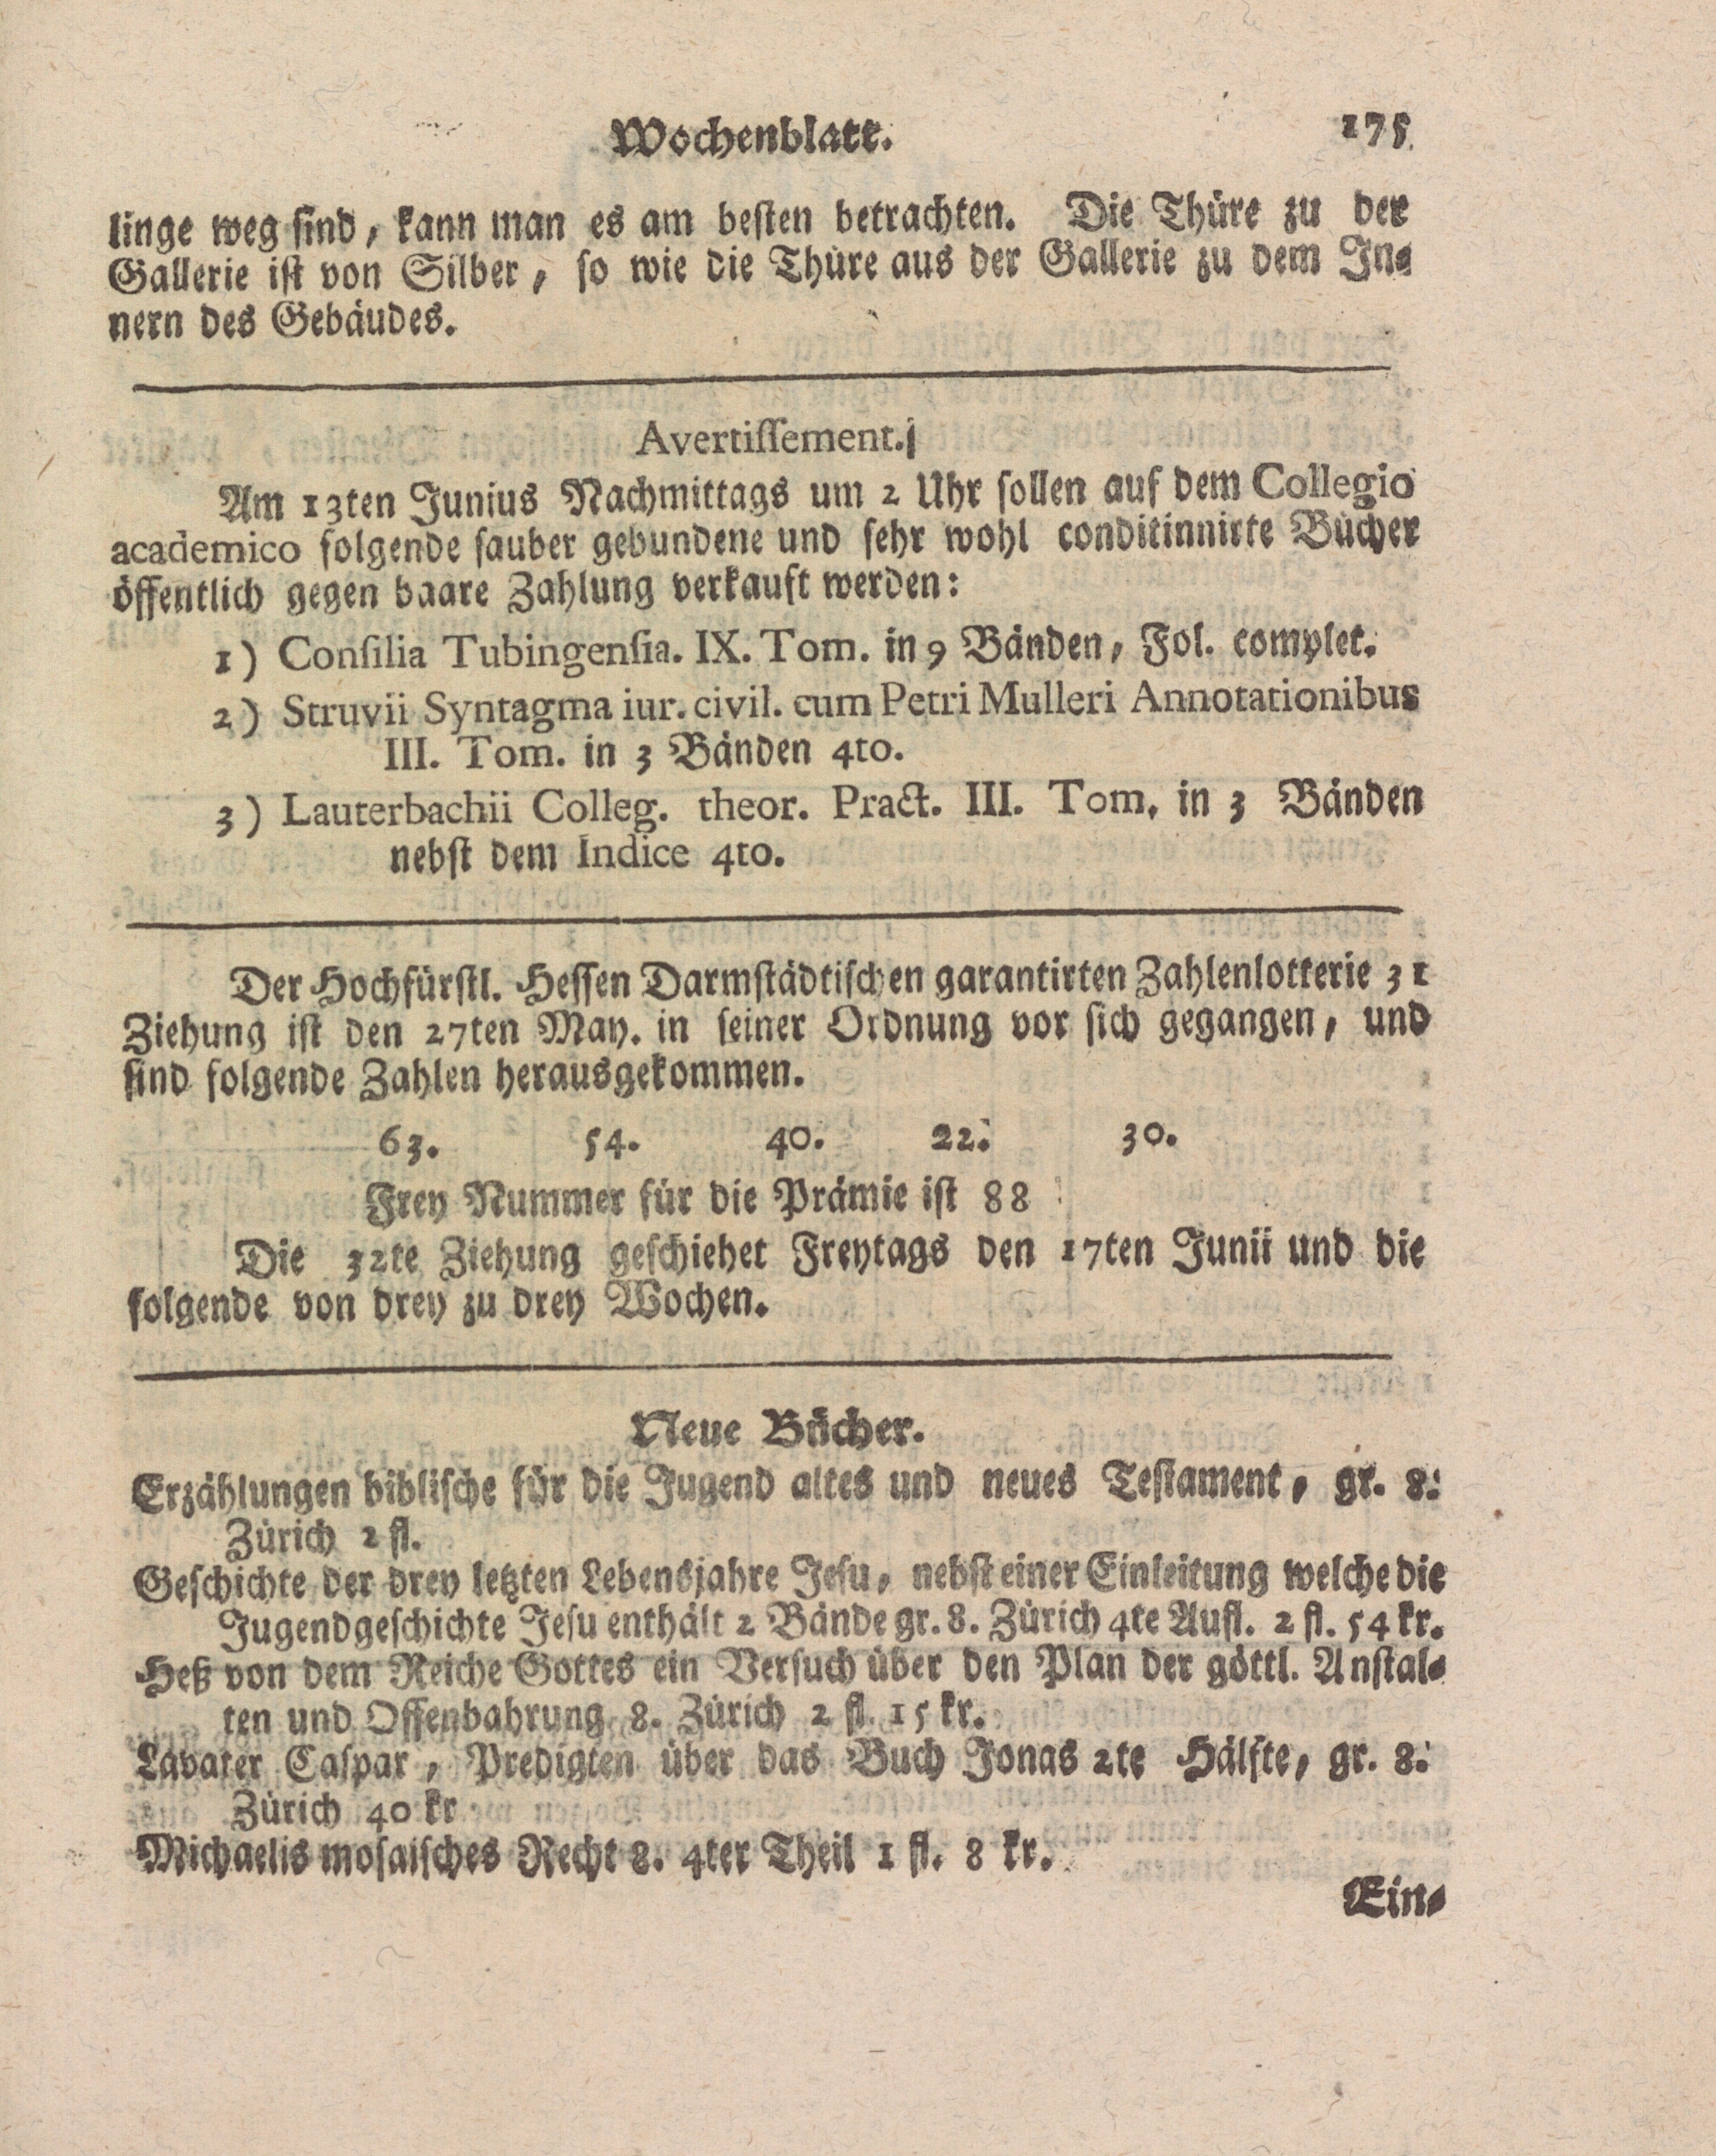 Wochenblatt. 175
linge weg sind, kann man es am besten betrachten. Die Thüre zu der
Gallerie ist von Silber, so wie die Thüre aus der Gallerie zu dem In-
nern des Gebäudes.
Avertissement.
Am 13ten Junius Nachmittags um 2 Uhr sollen auf dem Collegio
academico folgende sauber gebundene und sehr wohl conditinnirte Bücher
öffentlich gegen baare Zahlung verkauft werden:
1) Consilia Tubingensia. IX. Tom. in 9 Bänden, Fol. complet.
2) Struvii Syntagma iur. civil. cum Petri Mulleri Annotationibus
III. Tom. in 3 Bänden 4to.
3) Lauterbachii Colleg. theor. Pract. III. Tom. in 3 Bänden
nebst dem Indice 4to.
Der Hochfürstl. Hessen Darmstädtischen garantirten Zahlenlotterie 31
Ziehung ist den 27ten May. in seiner Ordnung vor sich gegangen, und
sind folgende Zahlen herausgekommen.
63. 54. 40. 22. 30.
Frey Nummer für die Prämie ist 88
Die 32te Ziehung geschiehet Freytags den 17ten Junii und die
folgende von drey zu drey Wochen.
Neue Bücher.
Erzählungen biblische für die Jugend altes und neues Testament, gr. 8.
Zürich 2 fl.
Geschichte der drey letzten Lebensjahre Jesu, nebst einer Einleitung welche die
Jugendgeschichte Jesu enthält 2 Bände gr. 8. Zürich 4te Aufl. 2 fl. 54 kr.
Heß von dem Reiche Gottes ein Versuch über den Plan der göttl. Anstal-
ten und Offenbahrung 8. Zürich 2 fl. 15 kr.
Lavater Caspar, Predigten über das Buch Jonas 2te Hälfte, gr. 8.
Zürich 40 kr
Michaelis mosaisches Recht 8. 4ter Theil 1 fl. 8 kr.
Ein-